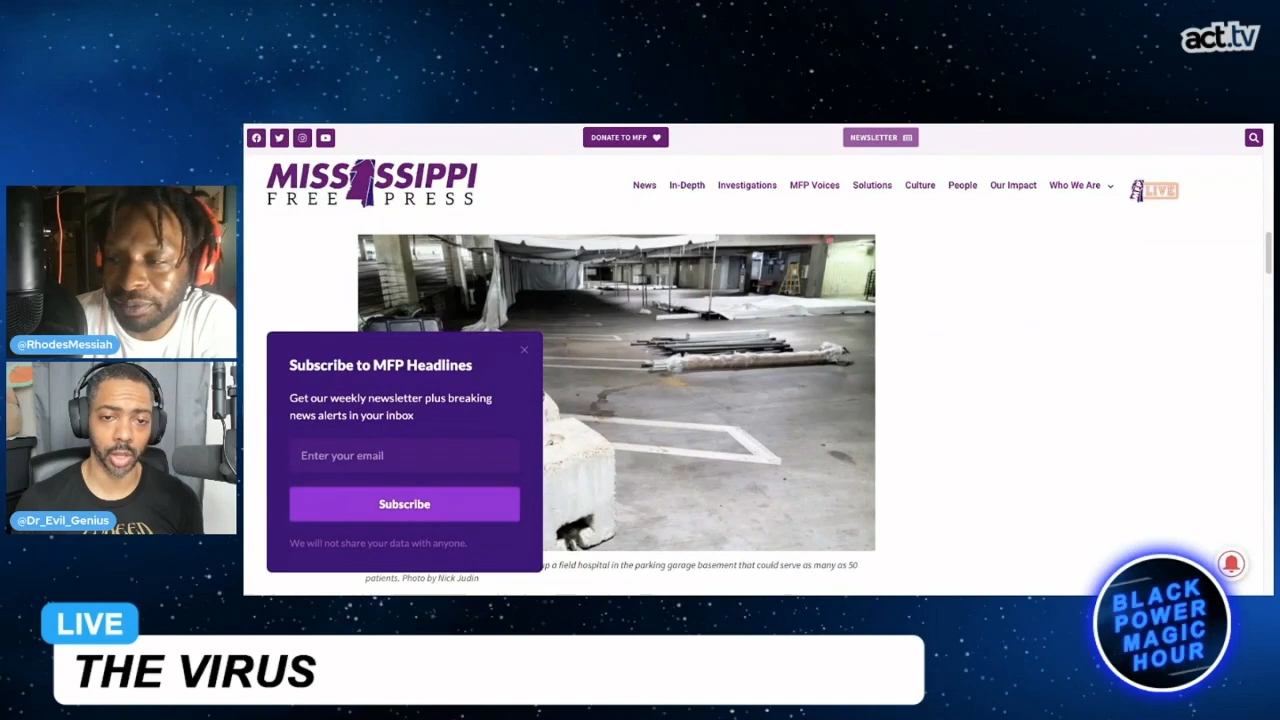 act.tv
DONATE TO MFP
NEWSLETTER
MISSISSIPPI
FREE PRESS
News In-Depth Investigations MFP Voices Solutions Culture People Our Impact Who We Are
LIVE
@RhodesMessiah
@Dr_Evil_Genius
Subscribe to MFP Headlines
Get our weekly newsletter plus breaking
news alerts in your inbox
Enter your email
Subscribe
We will not share your data with anyone.
up a field hospital in the parking garage basement that could serve as many as 50
patients. Photo by Nick Judin
LIVE
THE VIRUS
BLACK
POWER
MAGIC
HOUR